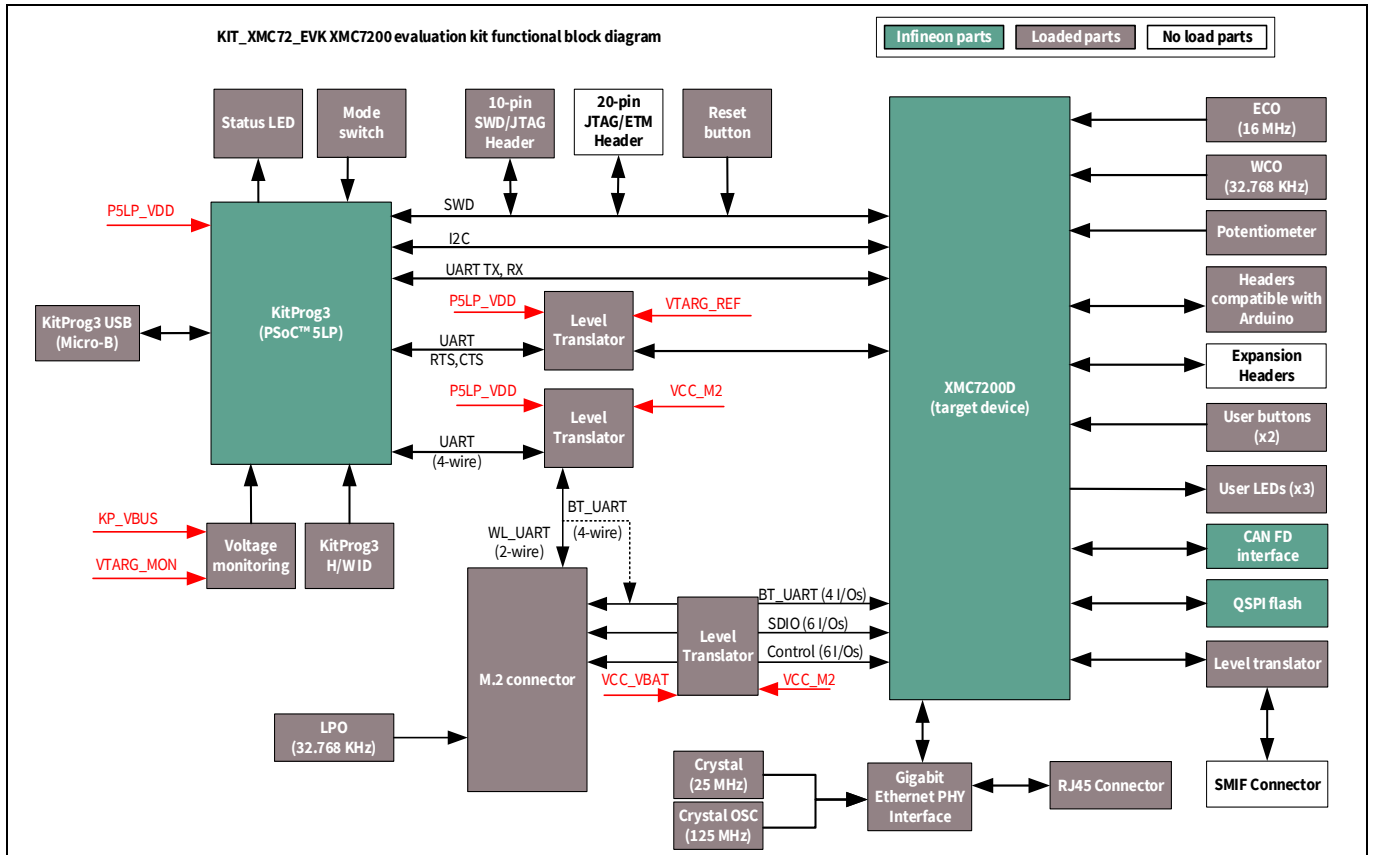 KIT_XMC72_EVK XMC7200 evaluation kit functional block diagram
Infineon parts
Loaded parts
No load parts
Status LED
Mode
switch
10-pin
SWD/JTAG
Header
20-pin
JTAG/ETM
Header
Reset
button
ECO
(16 MHz)
WCO
(32.768 KHz)
P5LP_VDD
SWD
I2C
UART TX, RX
Potentiometer
KitProg3 USB
(Micro-B)
KitProg3
(PSoC™ 5LP)
P5LP_VDD
Level
Translator
VTARG_REF
UART
RTS,CTS
Headers
compatible with
Arduino
XMC7200D
(target device)
Expansion
Headers
P5LP_VDD
Level
Translator
VCC_M2
UART
(4-wire)
User buttons
(x2)
User LEDs (x3)
KP_VBUS
VTARG_MON
Voltage
monitoring
KitProg3
H/W ID
BT_UART
(4-wire)
WL_UART
(2-wire)
CAN FD
interface
QSPI flash
M.2 connector
Level
Translator
BT_UART (4 I/Os)
SDIO (6 I/Os)
Control (6 I/Os)
VCC_VBAT
VCC_M2
Level translator
LPO
(32.768 KHz)
Crystal
(25 MHz)
Crystal OSC
(125 MHz)
Gigabit
Ethernet PHY
Interface
RJ45 Connector
SMIF Connector